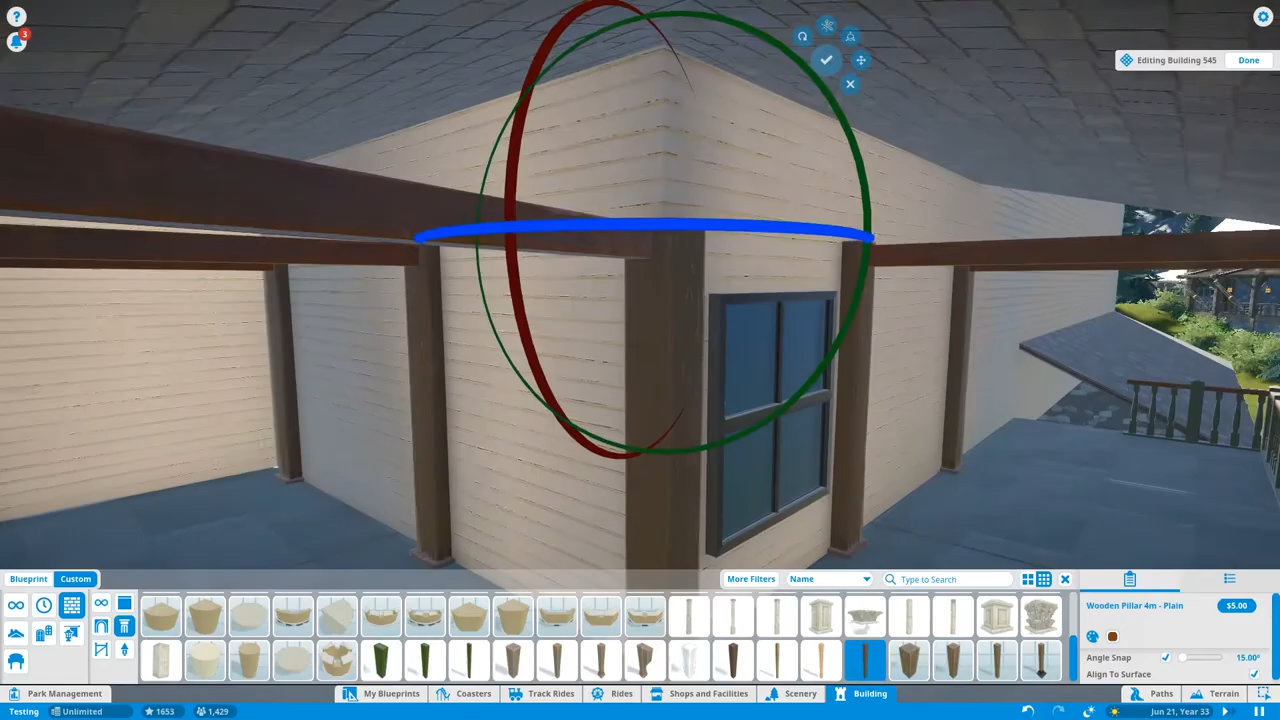 ?
3
Editing Building 545
Done
Blueprint
Custom
More Filters
Name
Type to Search
Wooden Pillar 4m - Plain
$5.00
Angle Snap
15.00°
Align To Surface
Park Management
My Blueprints
Coasters
Track Rides
Rides
Shops and Facilities
Scenery
Building
Paths
Terrain
Testing
Unlimited
1653
1,429
Jun 21, Year 33